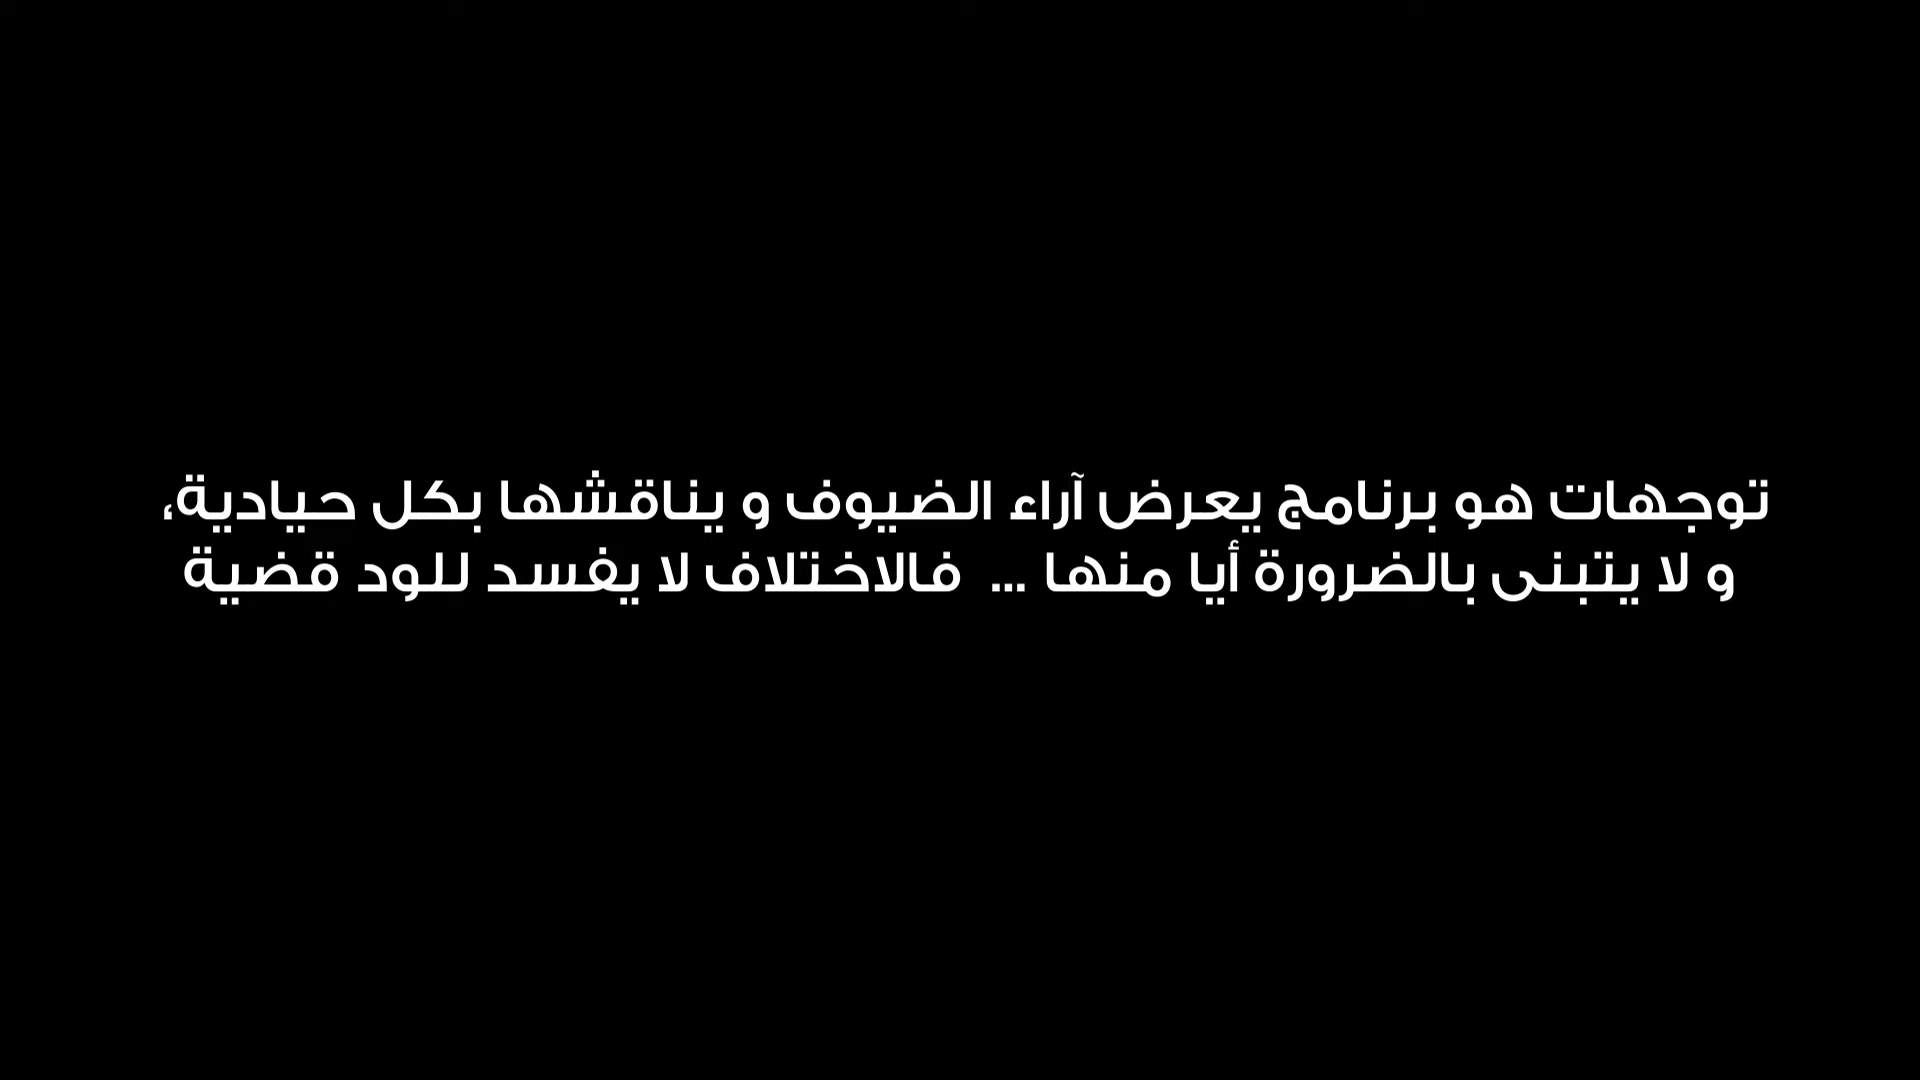 توجهات هو برنامج يعرض آراء الضيوف و يناقشها بكل حيادية،
و لا يتبنى بالضرورة أيا منها ... فالاختلاف لا يفسد للود قضية